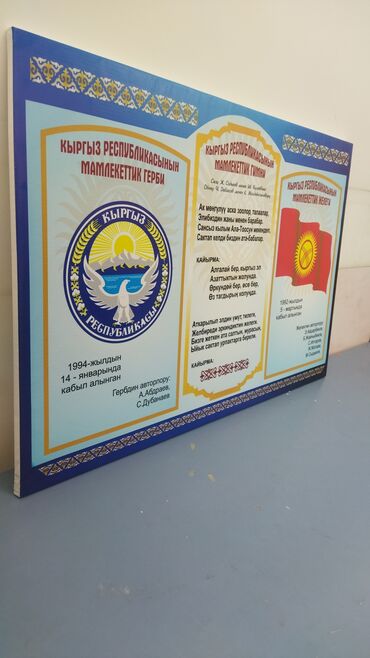 КЫРГЫЗ РЕСПУБЛИКАСЫНЫН
МАМЛЕКЕТТИК ГЕРБИ
КЫРГЫЗ
РЕСПУБЛИКАСЫ
1994-жылдын
14 - январында
кабыл алынган
Гербдин авторлору:
А.Абдраев,
С.Дубанаев
КЫРГЫЗ РЕСПУБЛИКАСЫНЫН
МАМЛЕКЕТТИК ГИМНИ
Ак мөңгүлүү аска зоолор, талаалар,
Элибиздин жаны менен барабар.
Сансыз кылым Ала-Тоосун мекендеп,
Сактап келди биздин ата-бабалар.
КАЙЫРМА:
Алгалай бер, кыргыз эл,
Азаттыктын жолунда.
Өркүндөй бер, өсө бер,
Өз тагдырың колунда.
Аткарылып элдин үмүт, тилеги,
Желбиреди эркиндиктин желеги.
Бизге жеткен ата салтын, мурасын,
Ыйык сактап урпактарга берели.
КАЙЫРМА:
КЫРГЫЗ РЕСПУБЛИКАСЫНЫН
МАМЛЕКЕТТИК ЖЕЛЕГИ
1992-жылдын
3 - мартында
кабыл алынган